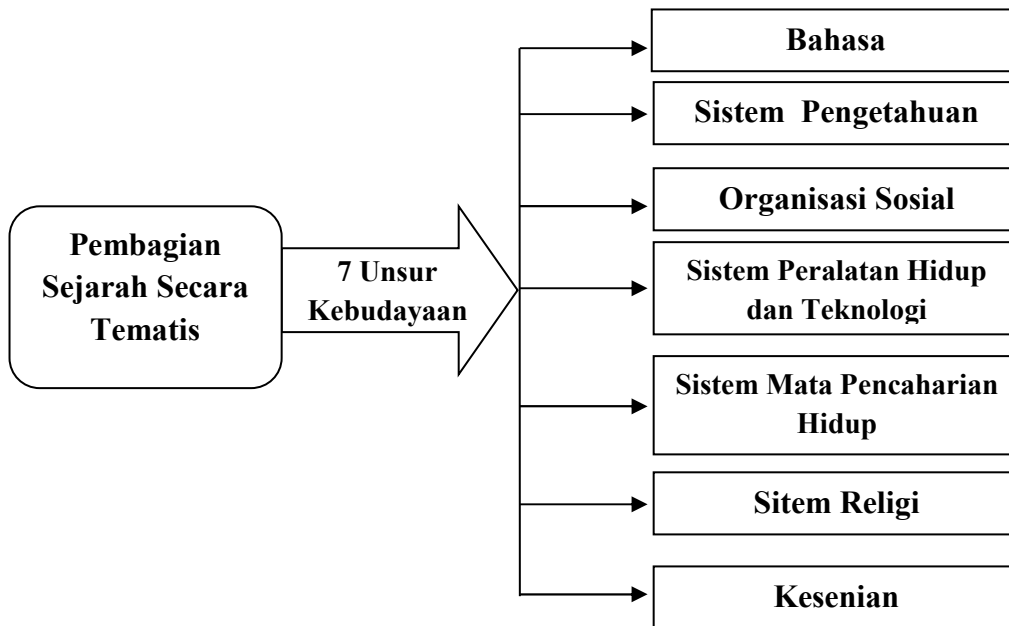 Pembagian
Sejarah Secara
Tematis
7 Unsur
Kebudayaan
Bahasa
Sistem Pengetahuan
Organisasi Sosial
Sistem Peralatan Hidup
dan Teknologi
Sistem Mata Pencaharian
Hidup
Sitem Religi
Kesenian